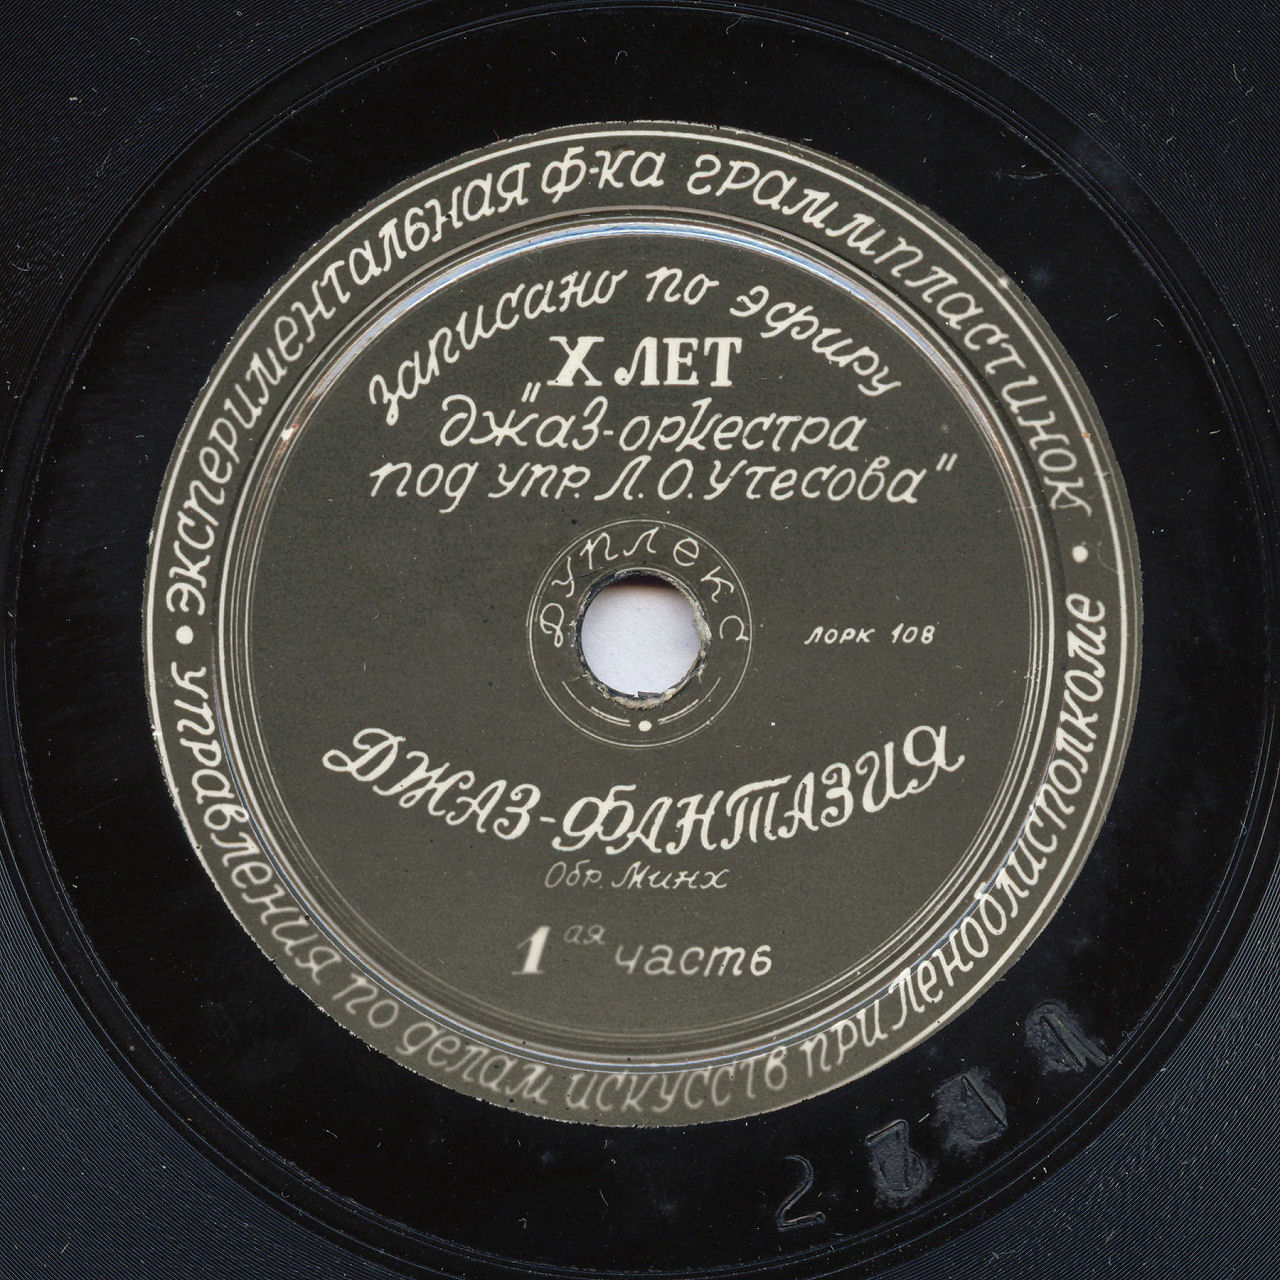 ЭКСПЕРИМЕНТАЛЬНАЯ Ф-КА ГРАММПЛАСТИНОК •
УПРАВЛЕНИЯ ПО ДЕЛАМ ИСКУССТВ ПРИ ЛЕНОБЛИСПОЛКОМЕ •
записано по эфиру
„Х ЛЕТ
джаз-оркестра
под упр. Л.О. Утесова"
ДУПЛЕКС
ЛОРК 108
ДЖАЗ-ФАНТАЗИЯ
Обр. Минх
1ая часть